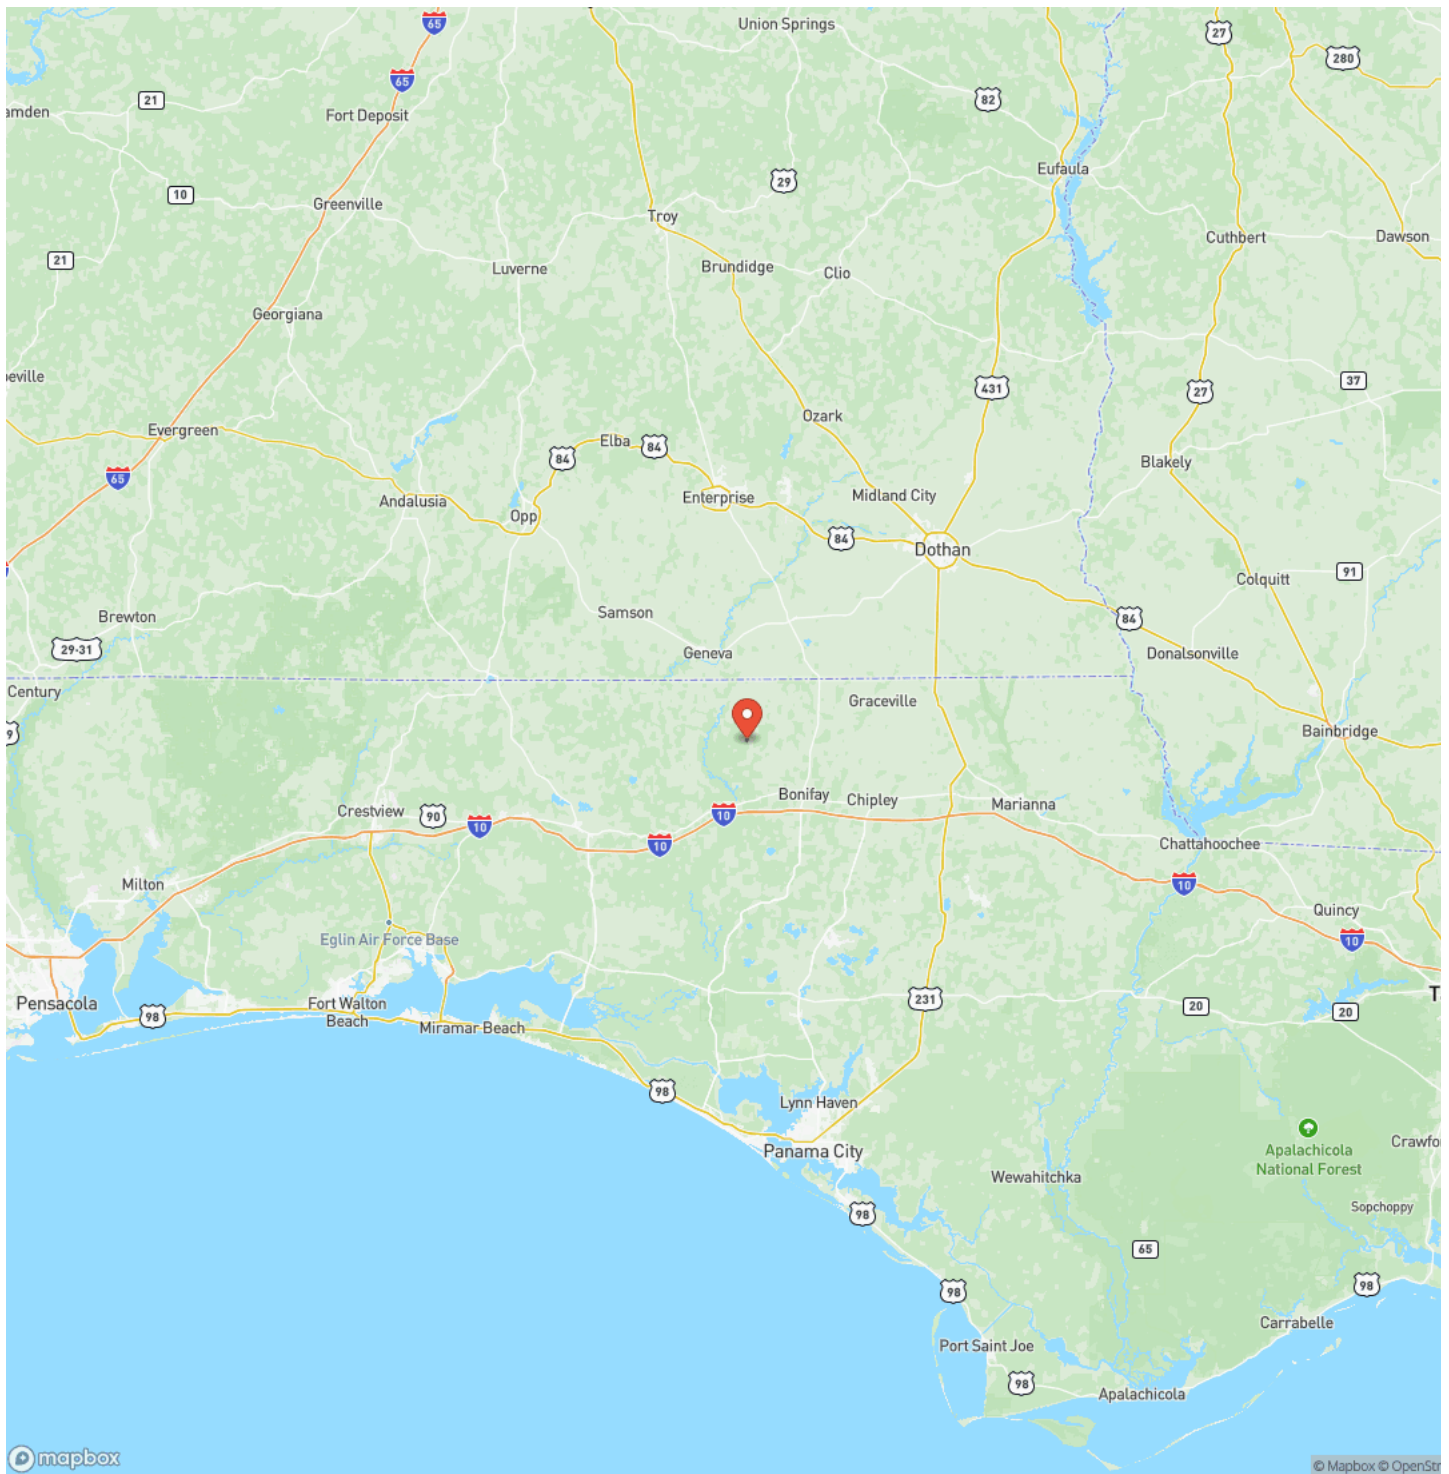 65
Union Springs
27
280
65
21
82
amden
Fort Deposit
Eufaula
29
10
Greenville
Troy
Cuthbert
Dawson
21
Luverne
Brundidge
Clio
Georgiana
eville
37
431
27
Ozark
Evergreen
Elba
84
84
Blakely
65
Andalusia
Enterprise
Midland City
Opp
84
Dothan
91
Colquitt
Brewton
Samson
84
29-31
Geneva
Donalsonville
Century
Graceville
9
Bainbridge
Bonifay
Chipley
Marianna
Crestview
90
10
10
10
Chattahoochee
Milton
10
Quincy
Eglin Air Force Base
10
Pensacola
Fort Walton
Beach
98
Miramar Beach
231
20
20
98
Lynn Haven
Apalachicola
National Forest
Crawfo
Panama City
Wewahitchka
Sopchoppy
98
65
98
98
Carrabelle
Port Saint Joe
98
Apalachicola
mapbox
© Mapbox © OpenStr